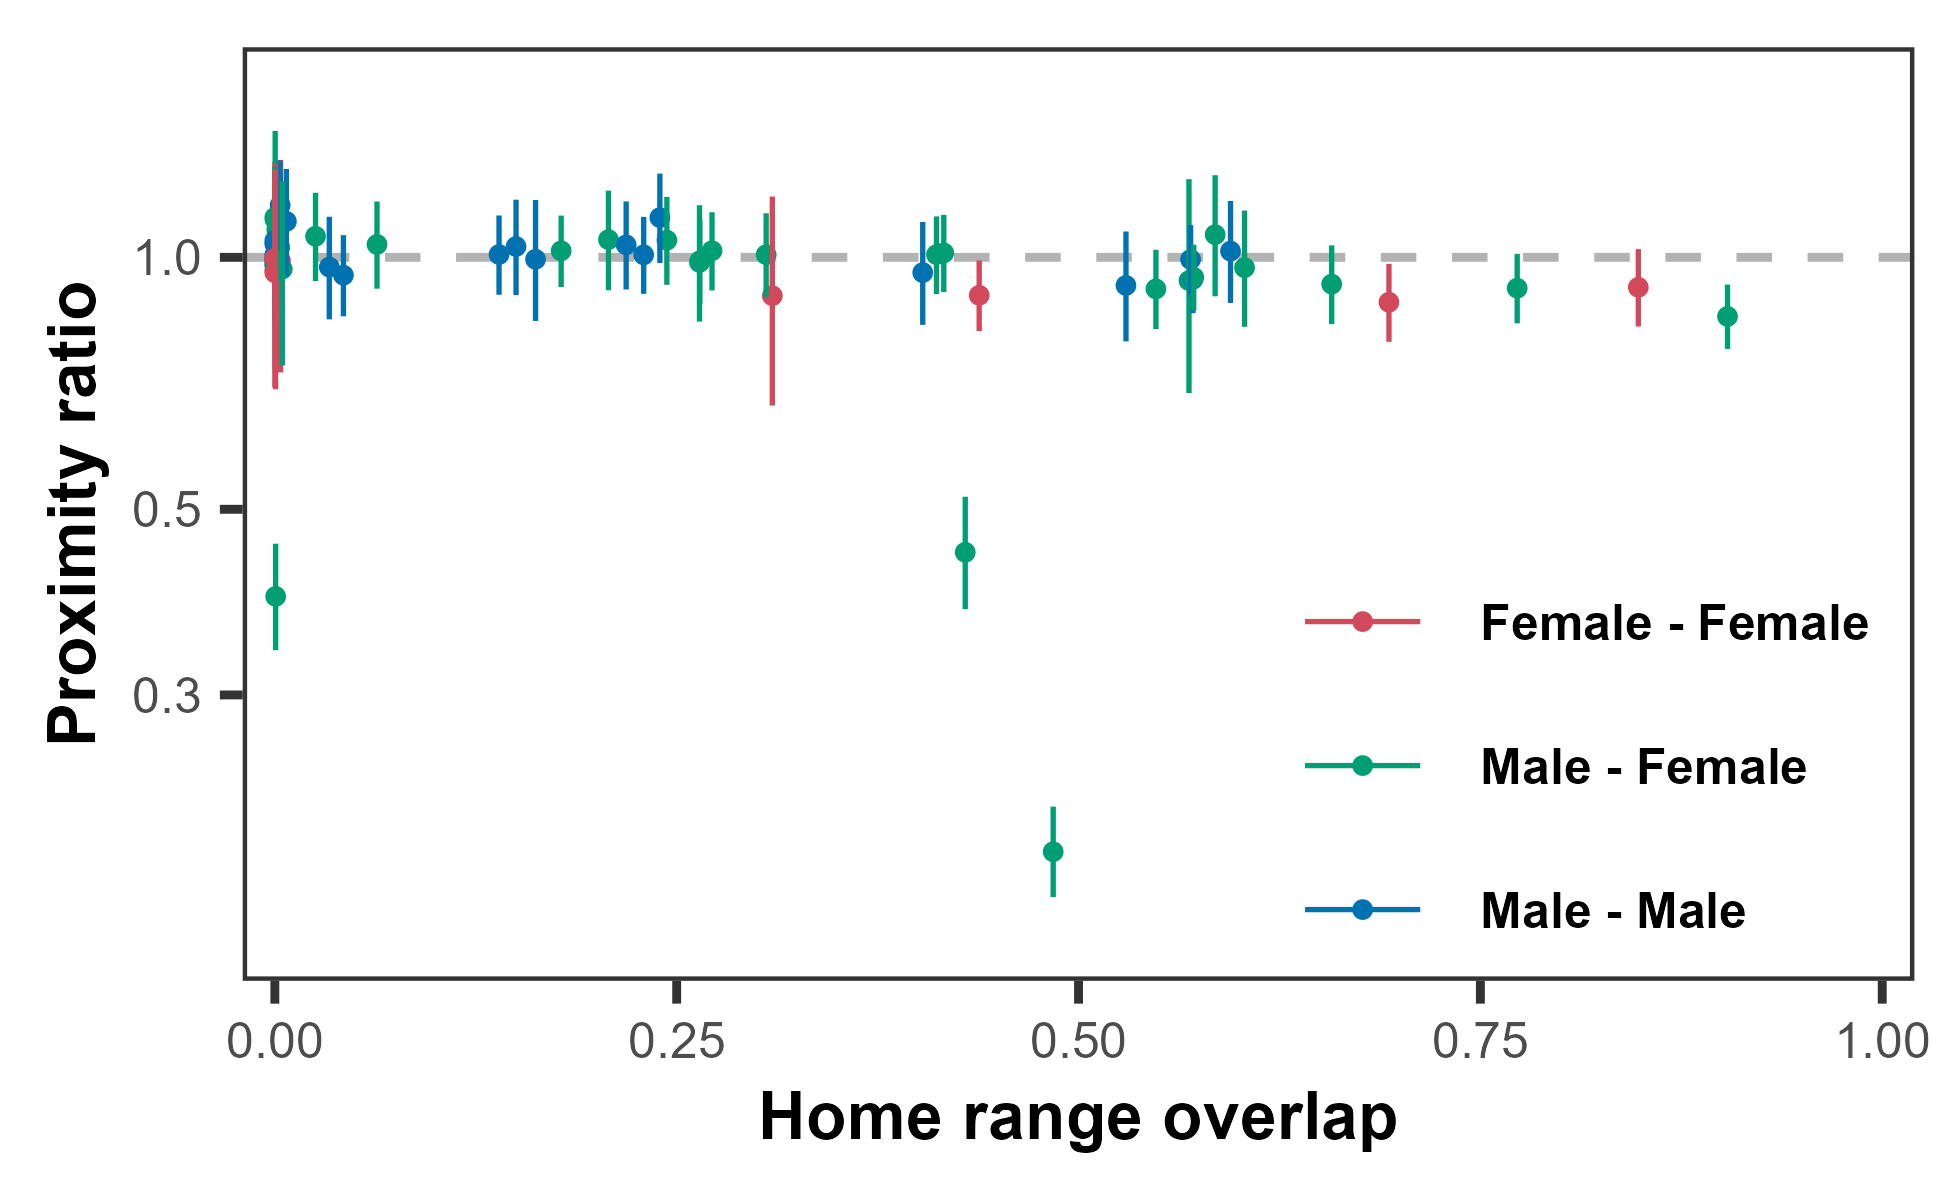 Proximity ratio
1.0
0.5
0.3
Female - Female
Male - Female
Male - Male
0.00 0.25 0.50 0.75 1.00
Home range overlap